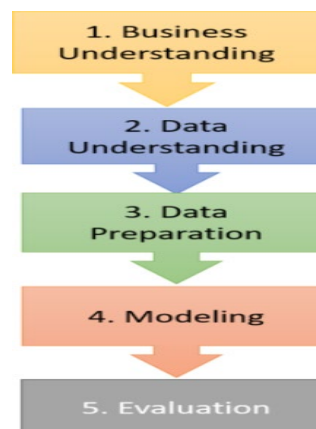 1. Business
Understanding
2. Data
Understanding
3. Data
Preparation
4. Modeling
5. Evaluation